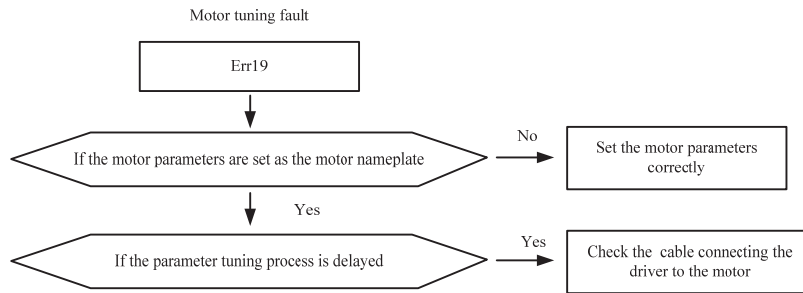 Motor tuning fault
Err19
If the motor parameters are set as the motor nameplate
No
Set the motor parameters
correctly
Yes
If the parameter tuning process is delayed
Yes
Check the cable connecting the
driver to the motor